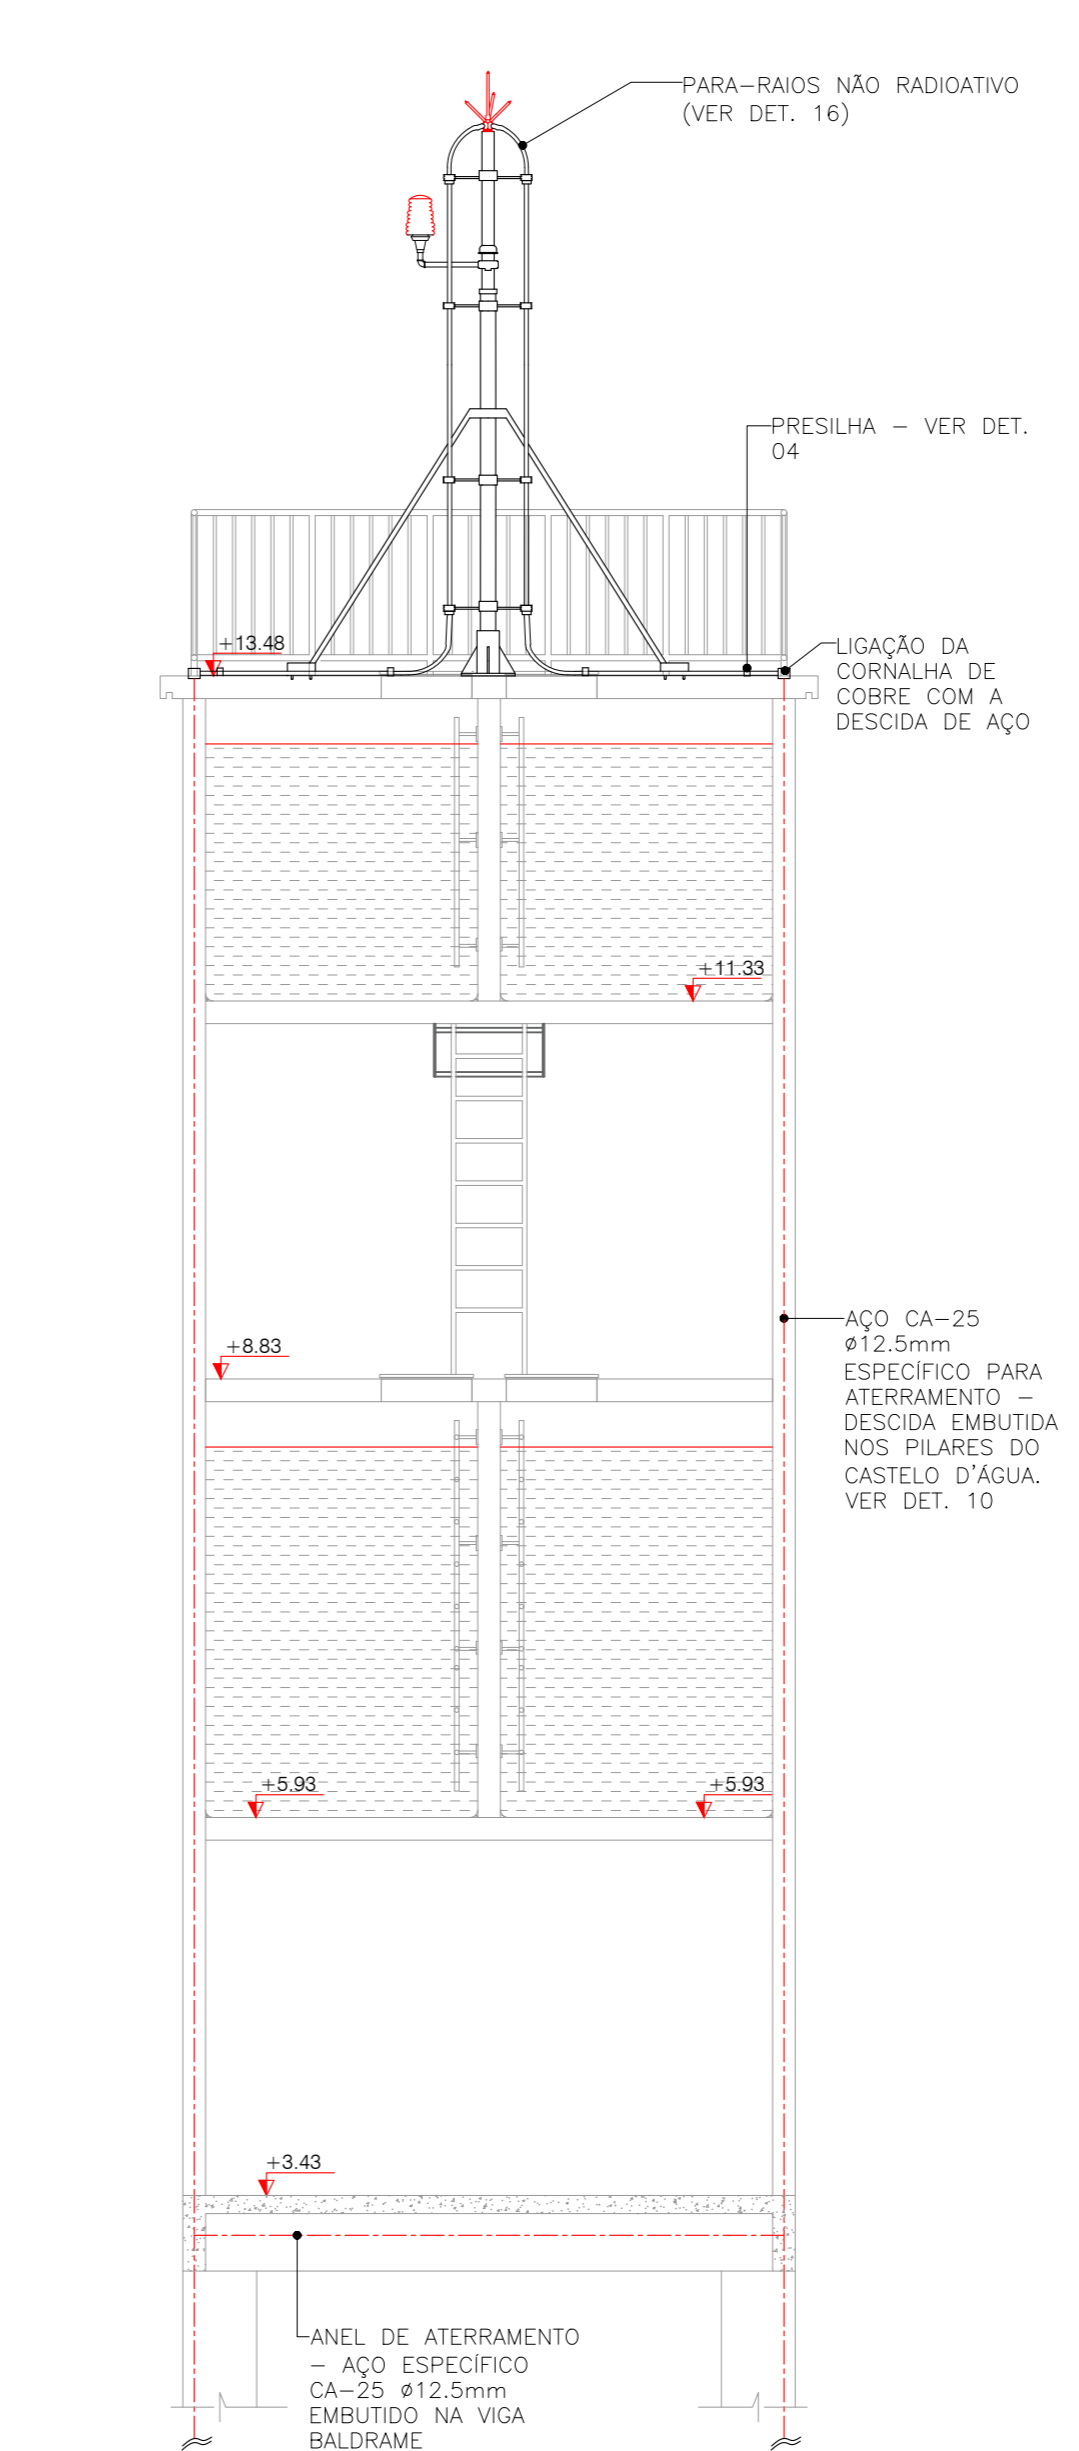 PARA-RAIOS NÃO RADIOATIVO
(VER DET. 16)
PRESILHA - VER DET.
04
+13.48
LIGAÇÃO DA
CORNALHA DE
COBRE COM A
DESCIDA DE AÇO
+11.33
AÇO CA-25
ø12.5mm
ESPECÍFICO PARA
ATERRAMENTO -
DESCIDA EMBUTIDA
NOS PILARES DO
CASTELO D'ÁGUA.
VER DET. 10
+8.83
+5.93
+5.93
+3.43
ANEL DE ATERRAMENTO
- AÇO ESPECÍFICO
CA-25 ø12.5mm
EMBUTIDO NA VIGA
BALDRAME